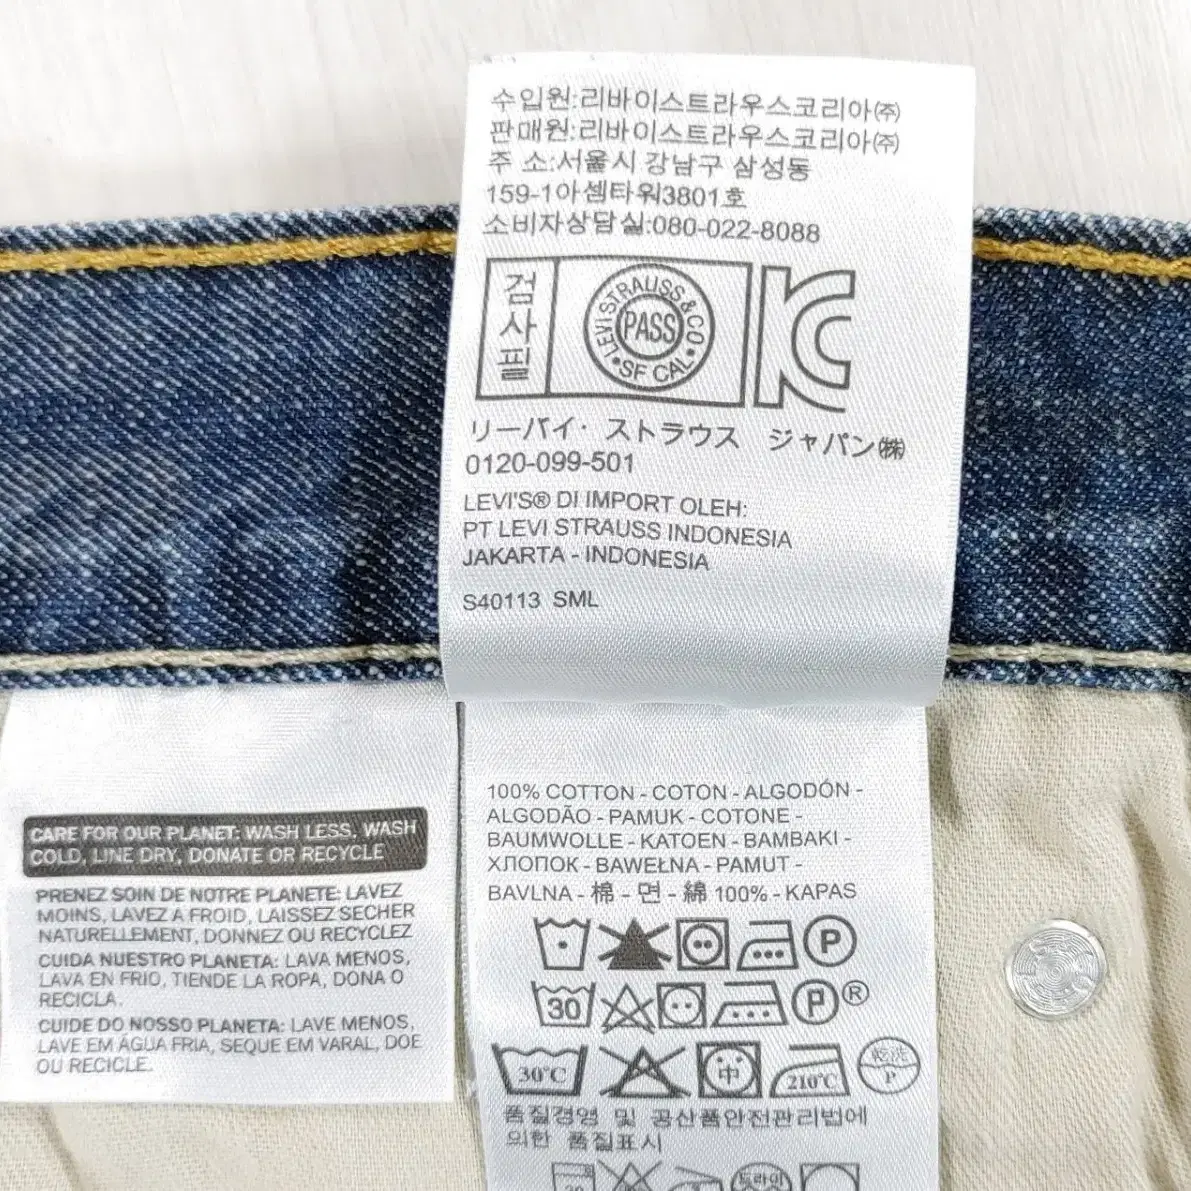 수입원:리바이스트라우스코리아㈜
판매원:리바이스트라우스코리아㈜
주 소:서울시 강남구 삼성동
159-1아셈타워3801호
소비자상담실:080-022-8088
검사필
LEVI STRAUSS & CO
PASS
SF CAL
リーバイ・ストラウス ジャパン㈱
0120-099-501
LEVI'S® DI IMPORT OLEH:
PT LEVI STRAUSS INDONESIA
JAKARTA - INDONESIA
S40113 SML
CARE FOR OUR PLANET: WASH LESS, WASH
COLD, LINE DRY, DONATE OR RECYCLE
PRENEZ SOIN DE NOTRE PLANETE: LAVEZ
MOINS, LAVEZ A FROID, LAISSEZ SECHER
NATURELLEMENT, DONNEZ OU RECYCLEZ
CUIDA NUESTRO PLANETA: LAVA MENOS,
LAVA EN FRIO, TIENDE LA ROPA, DONA O
RECICLA.
CUIDE DO NOSSO PLANETA: LAVE MENOS,
LAVE EM ÁGUA FRIA, SEQUE EM VARAL, DOE
OU RECICLE.
100% COTTON - COTON - ALGODÓN -
ALGODÃO - PAMUK - COTONE -
BAUMWOLLE - KATOEN - BAMBAKI -
ХЛОПОК - BAWEŁNA - PAMUT -
BAVLNA - 棉 - 면 - 綿 100% - KAPAS
P
30 P®
30°C 中 210°C 乾洗 P
품질경영 및 공산품안전관리법에
의한 품질표시
30 드라이